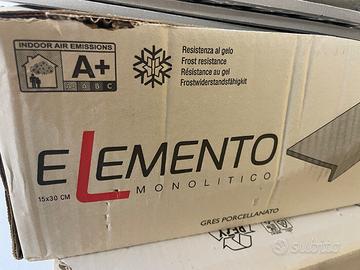 INDOOR AIR EMISSIONS
A+
A+ A B C
Resistenza al gelo
Frost resistance
Résistance au gel
Frostwiderstandsfähigkeit
ELEMENTO
15x30 CM
MONOLITICO
GRES PORCELLANATO
subito